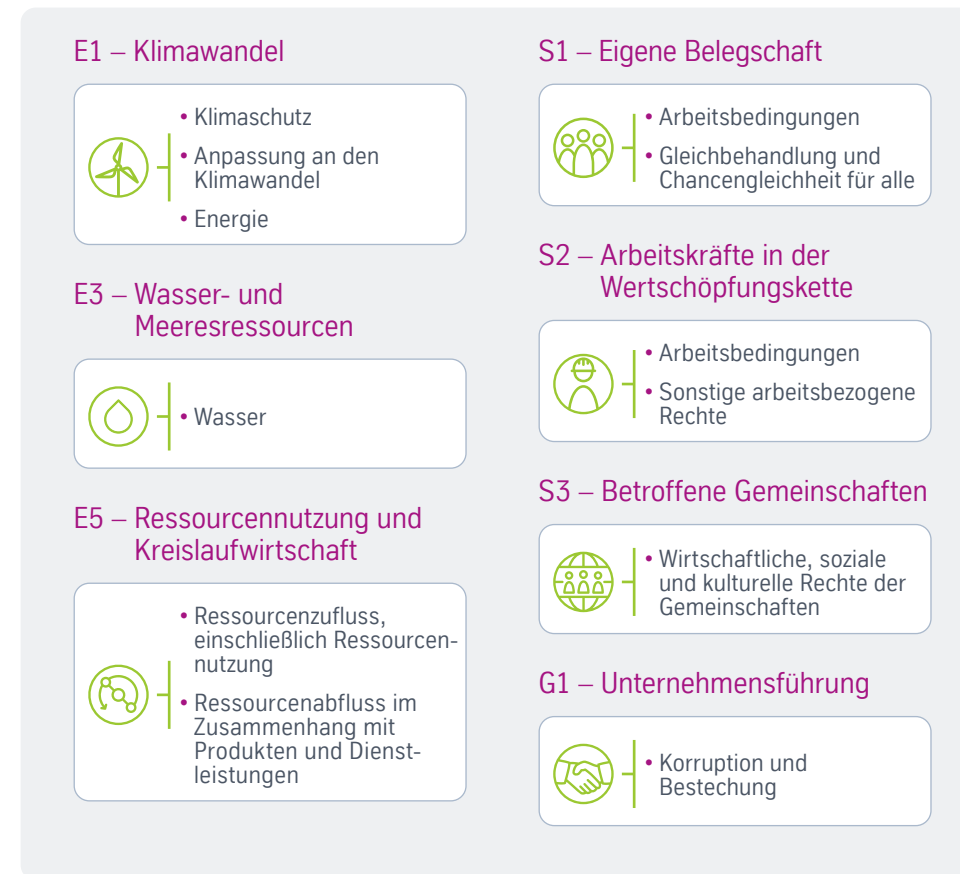 E1 – Klimawandel
• Klimaschutz
• Anpassung an den
Klimawandel
• Energie
E3 – Wasser- und
Meeresressourcen
• Wasser
E5 – Ressourcennutzung und
Kreislaufwirtschaft
• Ressourcenzufluss,
einschließlich Ressourcen-
nutzung
• Ressourcenabfluss im
Zusammenhang mit
Produkten und Dienst-
leistungen
S1 – Eigene Belegschaft
• Arbeitsbedingungen
• Gleichbehandlung und
Chancengleichheit für alle
S2 – Arbeitskräfte in der
Wertschöpfungskette
• Arbeitsbedingungen
• Sonstige arbeitsbezogene
Rechte
S3 – Betroffene Gemeinschaften
• Wirtschaftliche, soziale
und kulturelle Rechte der
Gemeinschaften
G1 – Unternehmensführung
• Korruption und
Bestechung